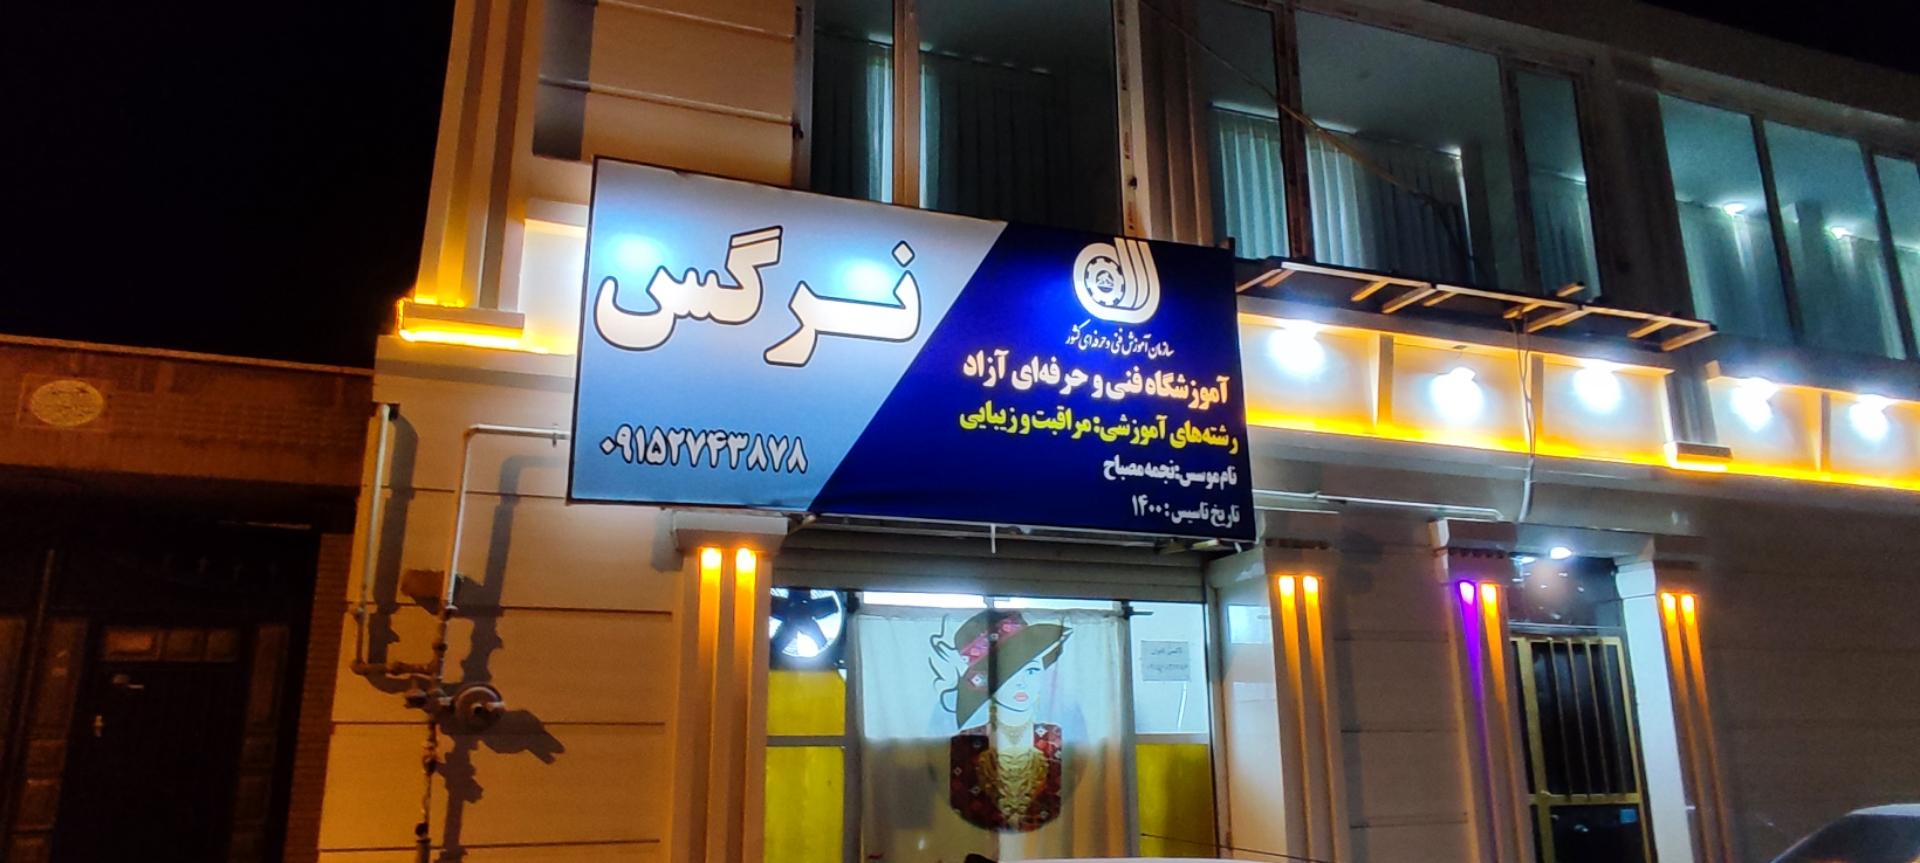 نرگس
۰۹۱۵۲۷۴۳۸۷۸
سازمان آموزش فنی و حرفه‌ای کشور
آموزشگاه فنی و حرفه‌ای آزاد
رشته‌های آموزشی: مراقبت و زیبایی
نام موسس: نجمه مصباح
تاریخ تاسیس: ۱۴۰۰